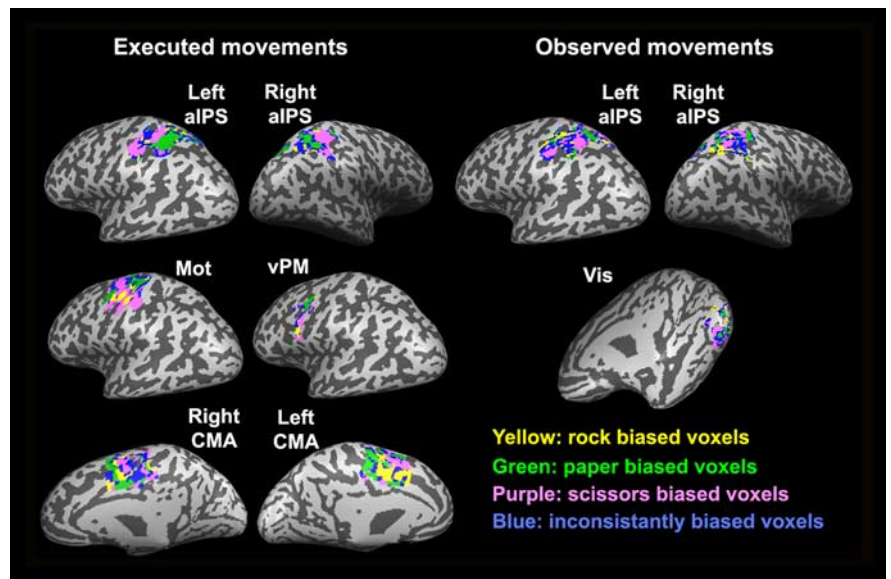 Executed movements
Observed movements
Left
aIPS
Right
aIPS
Left
aIPS
Right
aIPS
Mot
vPM
Vis
Right
CMA
Left
CMA
Yellow: rock biased voxels
Green: paper biased voxels
Purple: scissors biased voxels
Blue: inconsistantly biased voxels